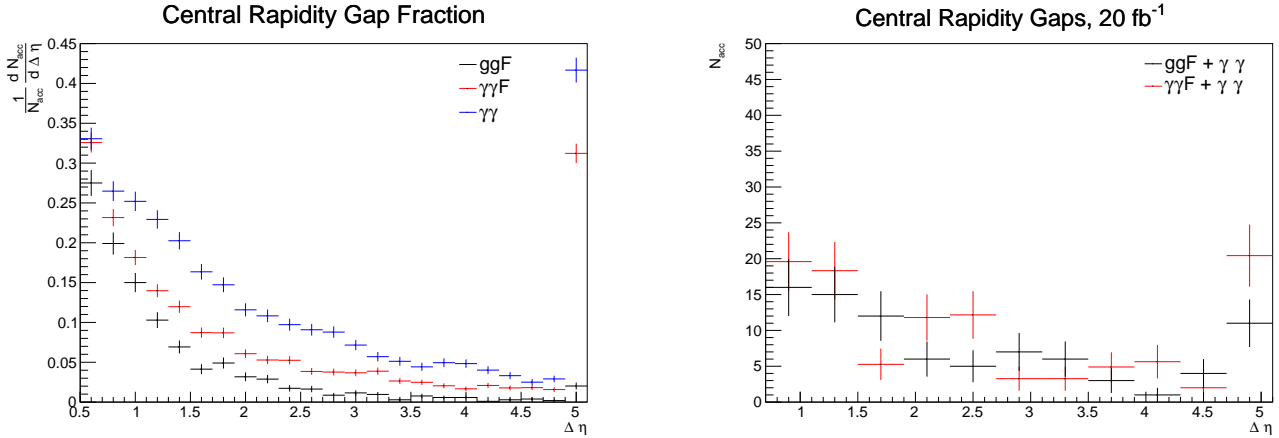 Central Rapidity Gap Fraction
1/N_acc d N_acc/d Δ η
0.45
0.4
0.35
0.3
0.25
0.2
0.15
0.1
0.05
0
ggF
γγF
γγ
0.5 1 1.5 2 2.5 3 3.5 4 4.5 5
Δ η
Central Rapidity Gaps, 20 fb⁻¹
N_acc
50
45
40
35
30
25
20
15
10
5
0
ggF + γ γ
γγF + γ γ
1 1.5 2 2.5 3 3.5 4 4.5 5
Δ η